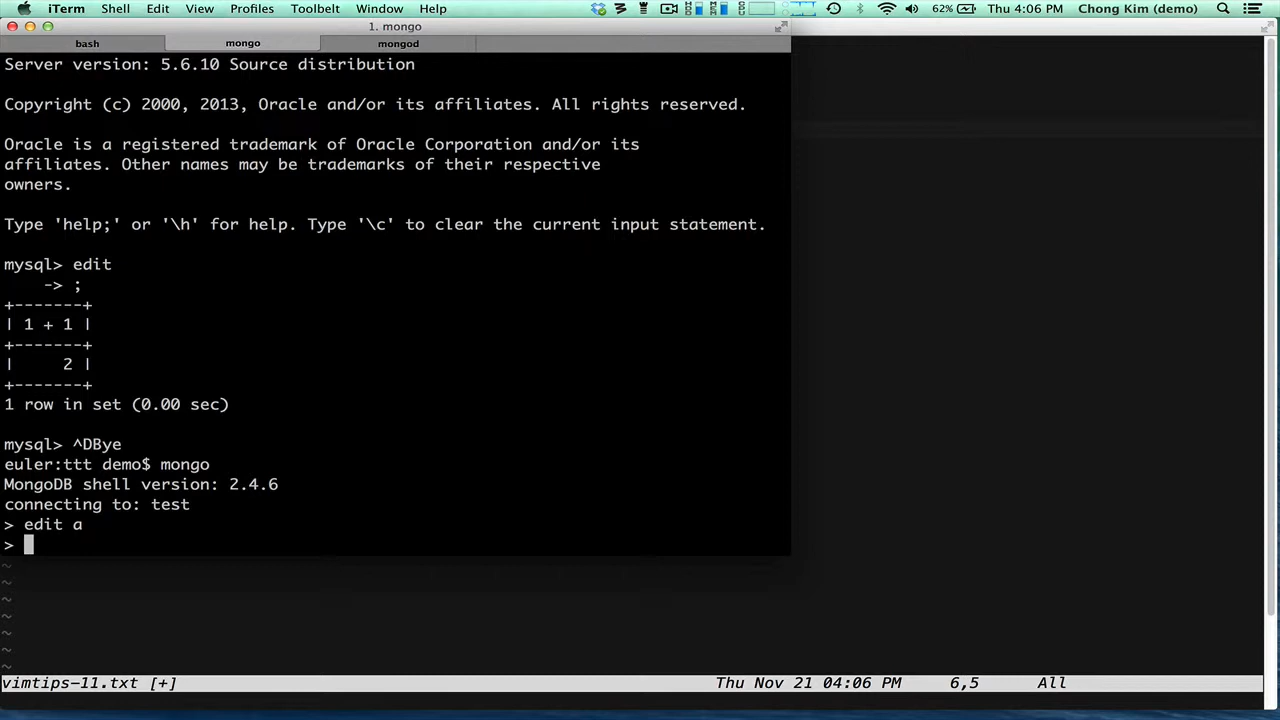 iTerm Shell Edit View Profiles Toolbelt Window Help 62% Thu 4:06 PM Chong Kim (demo)
1. mongo
bash mongo mongod
Server version: 5.6.10 Source distribution
Copyright (c) 2000, 2013, Oracle and/or its affiliates. All rights reserved.
Oracle is a registered trademark of Oracle Corporation and/or its
affiliates. Other names may be trademarks of their respective
owners.
Type 'help;' or '\h' for help. Type '\c' to clear the current input statement.
mysql> edit
-> ;
+-------+
| 1 + 1 |
+-------+
|     2 |
+-------+
1 row in set (0.00 sec)
mysql> ^DBye
euler:ttt demo$ mongo
MongoDB shell version: 2.4.6
connecting to: test
> edit a
>
~
~
~
~
~
~
~
vimtips-11.txt [+] Thu Nov 21 04:06 PM 6,5 All